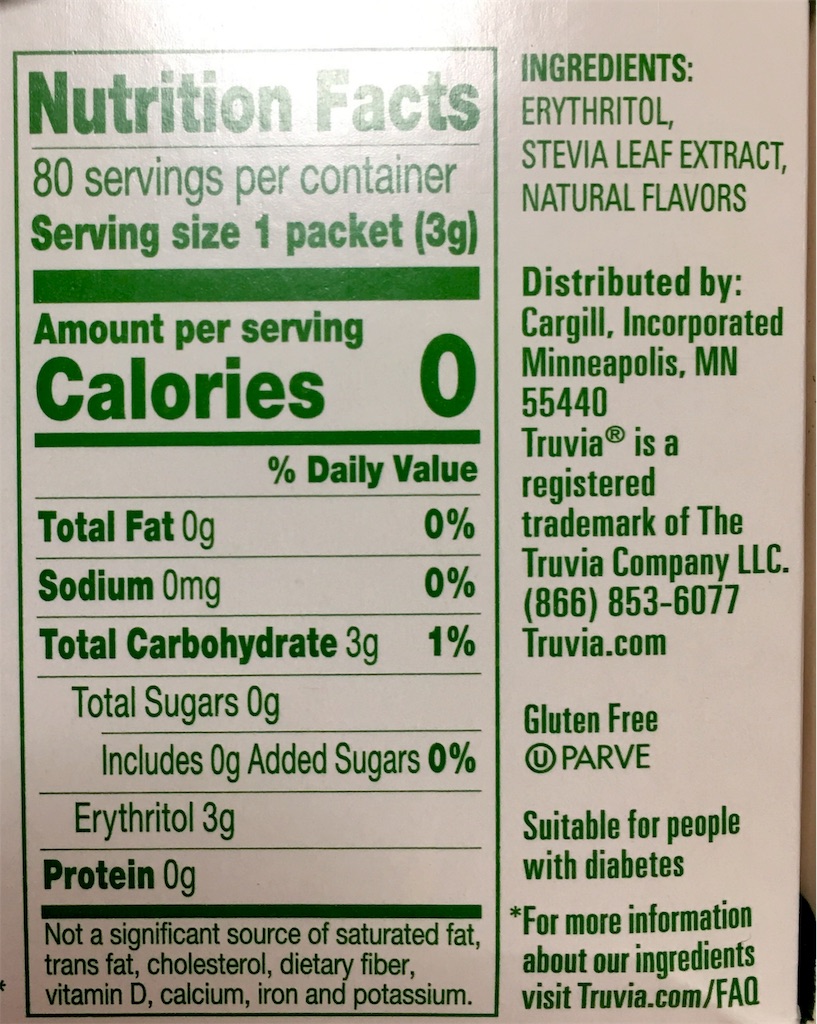 Nutrition Facts
80 servings per container
Serving size 1 packet (3g)
Amount per serving
Calories 0
% Daily Value
Total Fat 0g 0%
Sodium 0mg 0%
Total Carbohydrate 3g 1%
Total Sugars 0g
Includes 0g Added Sugars 0%
Erythritol 3g
Protein 0g
Not a significant source of saturated fat,
trans fat, cholesterol, dietary fiber,
vitamin D, calcium, iron and potassium.
*
INGREDIENTS:
ERYTHRITOL,
STEVIA LEAF EXTRACT,
NATURAL FLAVORS
Distributed by:
Cargill, Incorporated
Minneapolis, MN
55440
Truvia® is a
registered
trademark of The
Truvia Company LLC.
(866) 853-6077
Truvia.com
Gluten Free
Ⓤ PARVE
Suitable for people
with diabetes
*For more information
about our ingredients
visit Truvia.com/FAQ